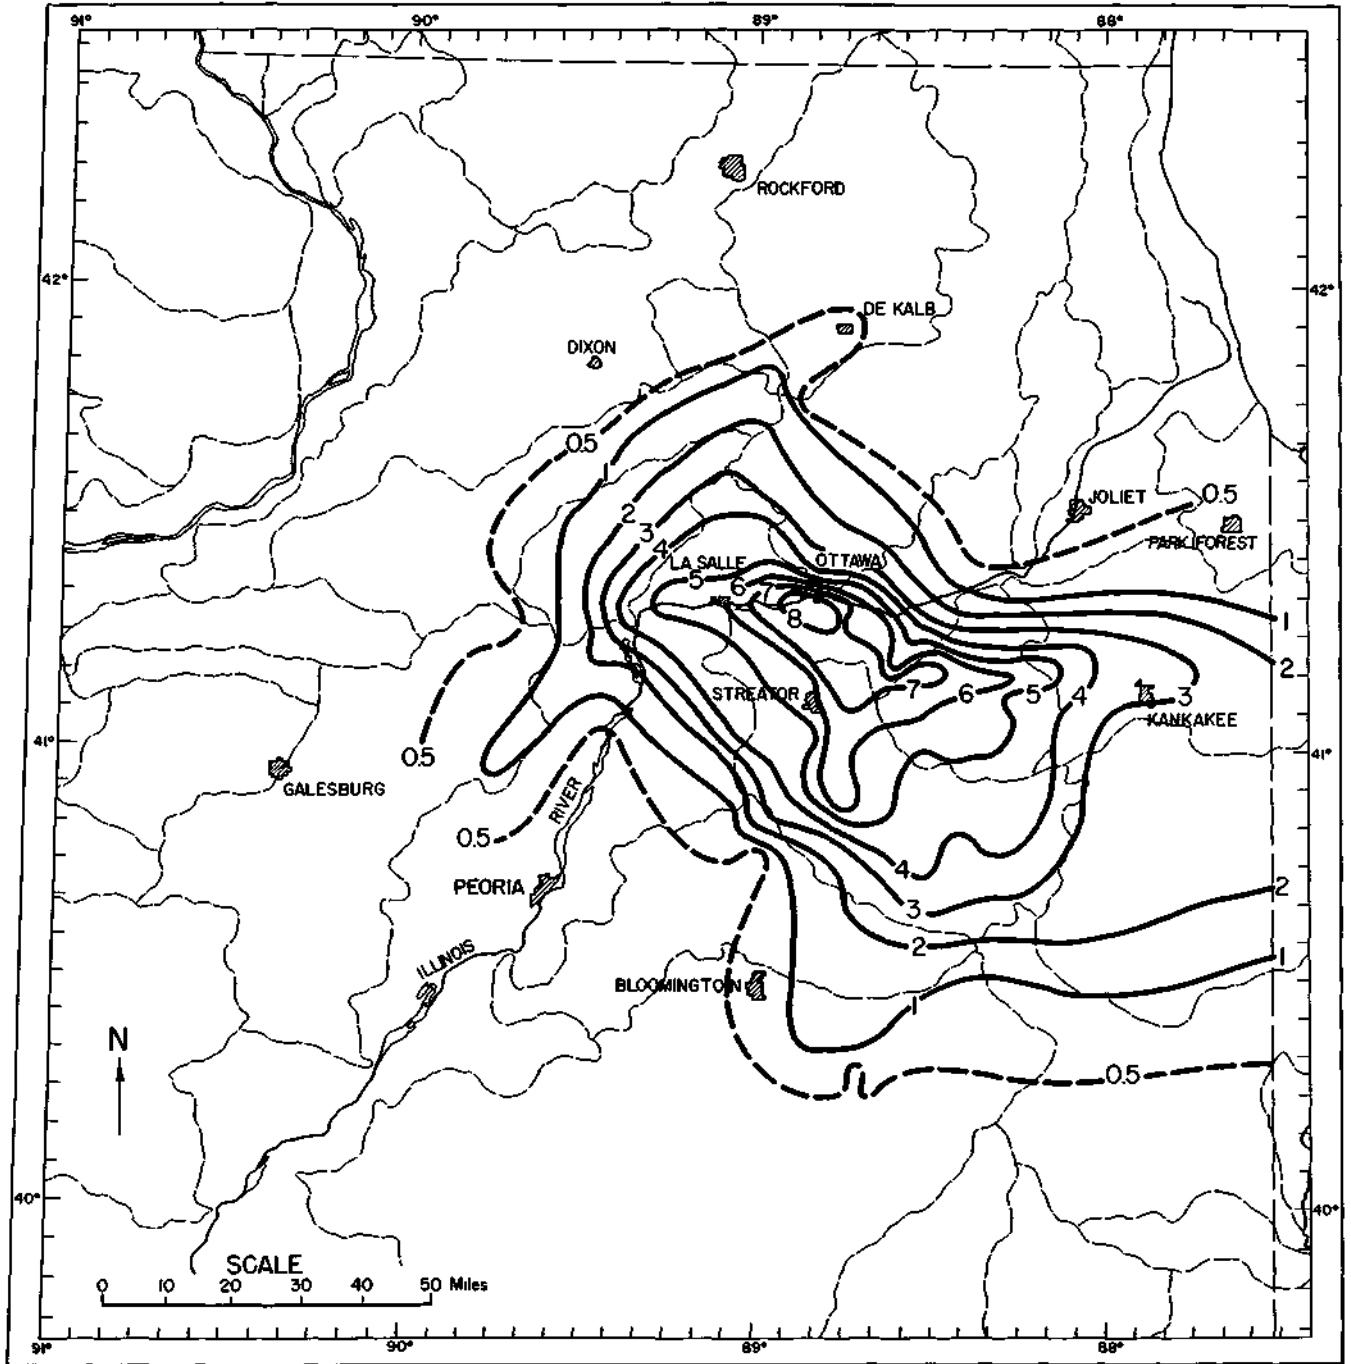 91° 90° 89° 88°
ROCKFORD
42° 42°
DE KALB
DIXON
0.5
1
JOLIET 0.5
2
PARK FOREST
3
4
LA SALLE OTTAWA
5 6 7
8
1
2
STREATOR 7 6 5 4 3
KANKAKEE
41° 0.5 41°
GALESBURG
RIVER
0.5
4
PEORIA
3 2
2
ILLINOIS
1
BLOOMINGTON
1
N
0.5
40° 40°
SCALE
0 10 20 30 40 50 Miles
91° 90° 89° 88°